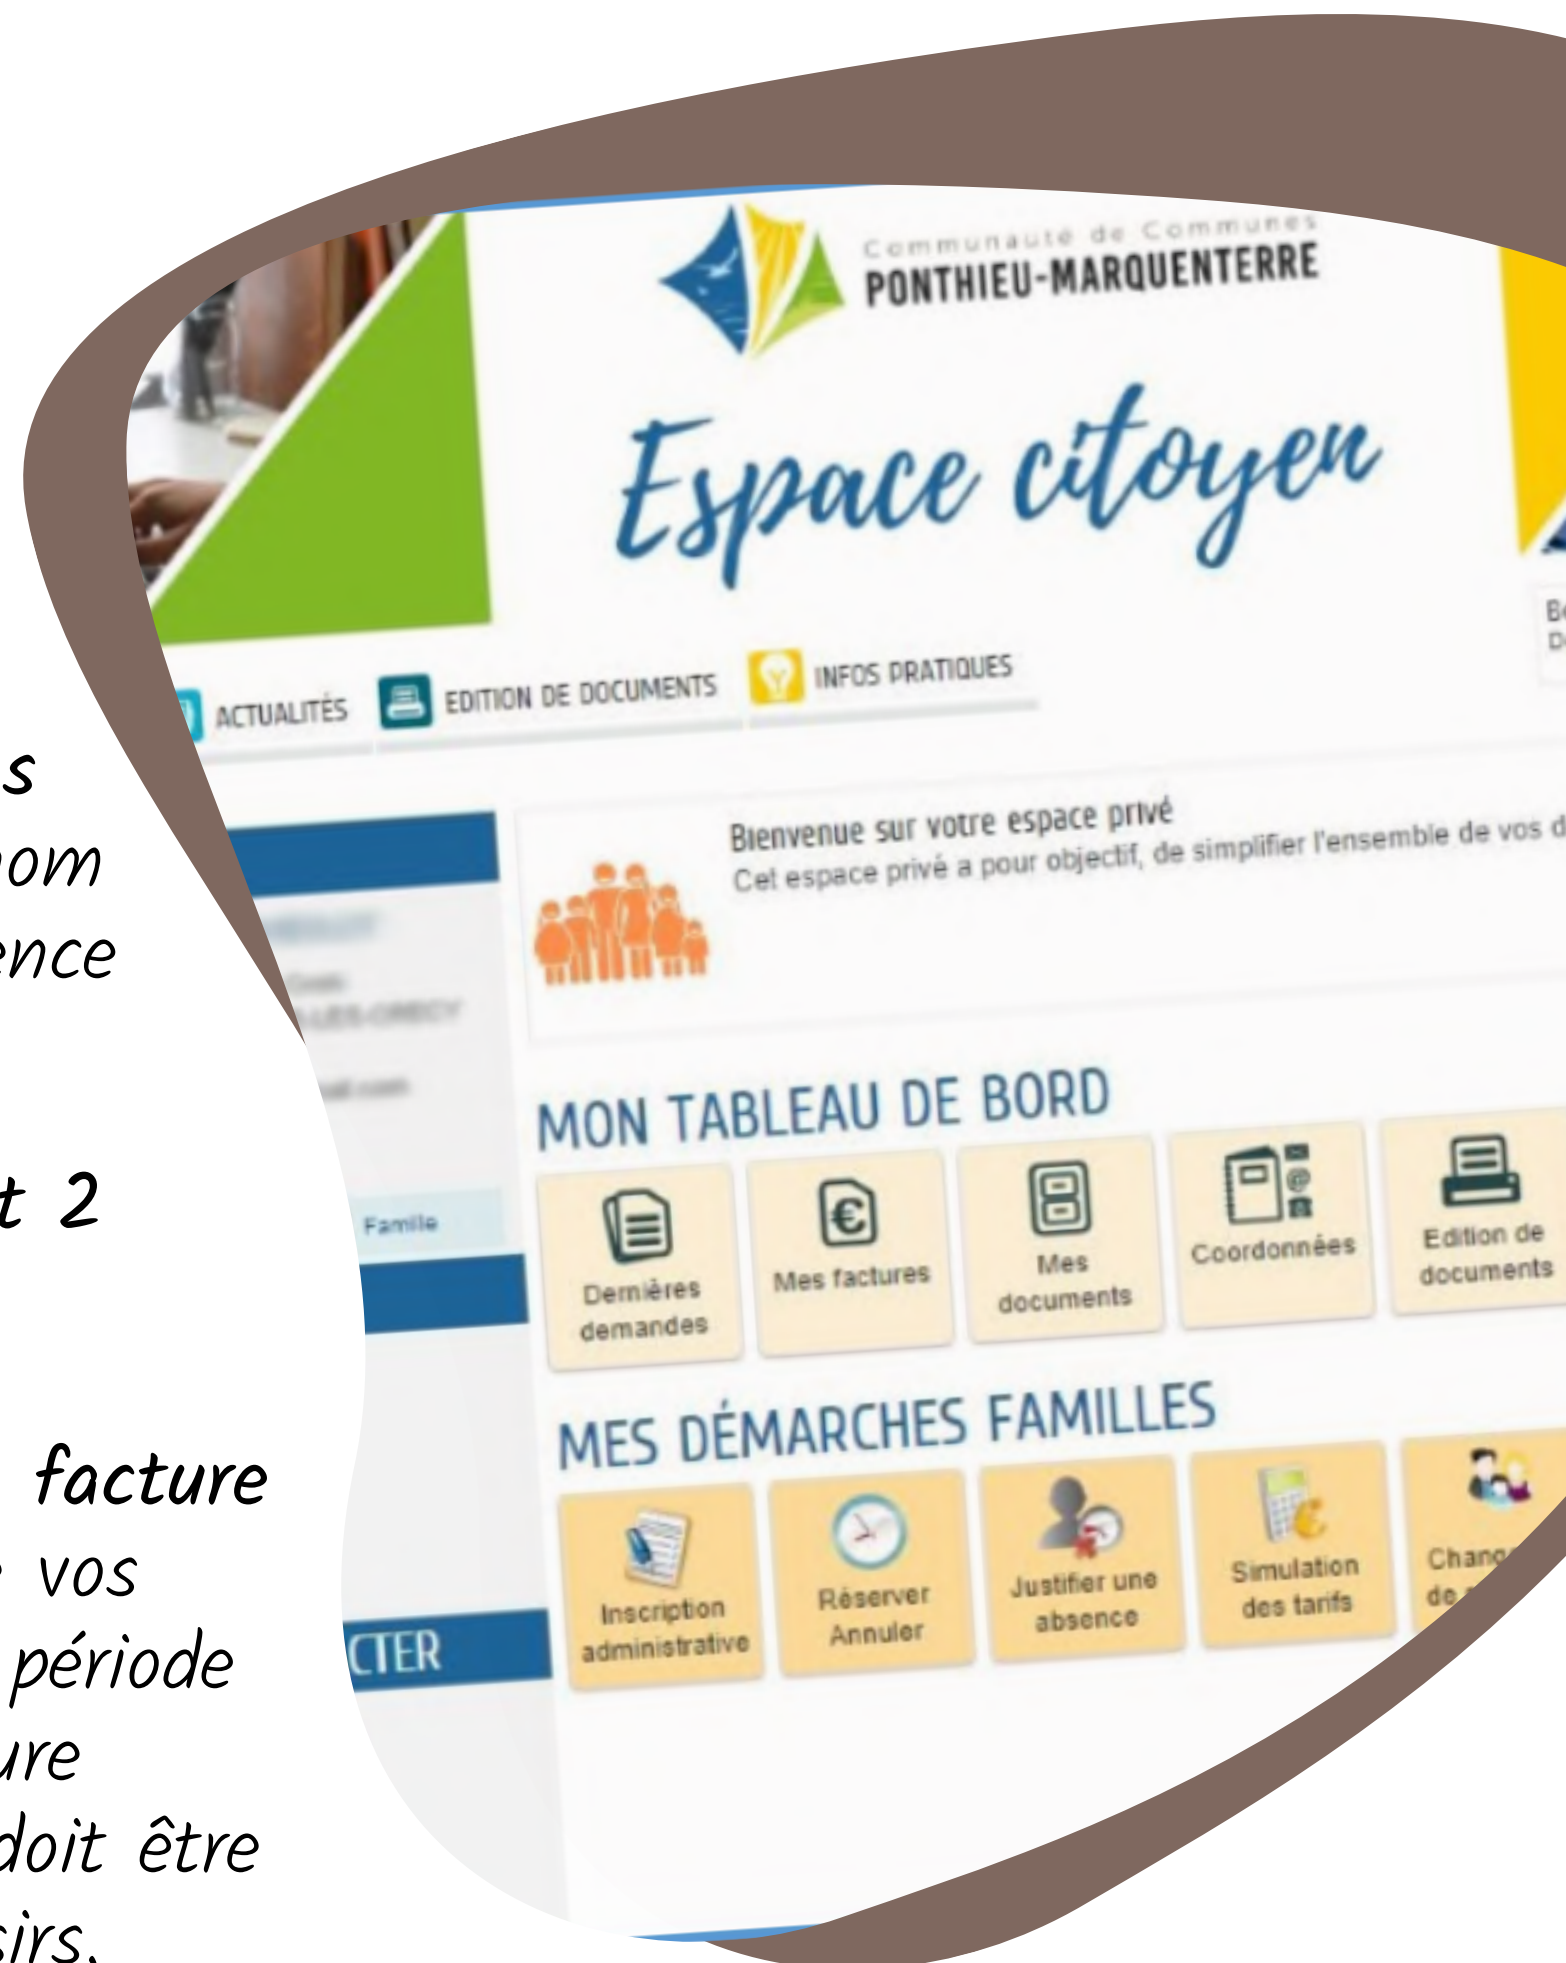 Communauté de Communes
PONTHIEU-MARQUENTERRE
Espace citoyen
ACTUALITÉS
EDITION DE DOCUMENTS
INFOS PRATIQUES
Bienvenue sur votre espace privé
Cet espace privé a pour objectif, de simplifier l'ensemble de vos d
Famille
MON TABLEAU DE BORD
Dernières
demandes
Mes factures
Mes
documents
Coordonnées
Edition de
documents
MES DÉMARCHES FAMILLES
Inscription
administrative
Réserver
Annuler
Justifier une
absence
Simulation
des tarifs
Chang
de
CTER
s
om
ence
t 2
facture
vos
période
ure
doit être
sirs.